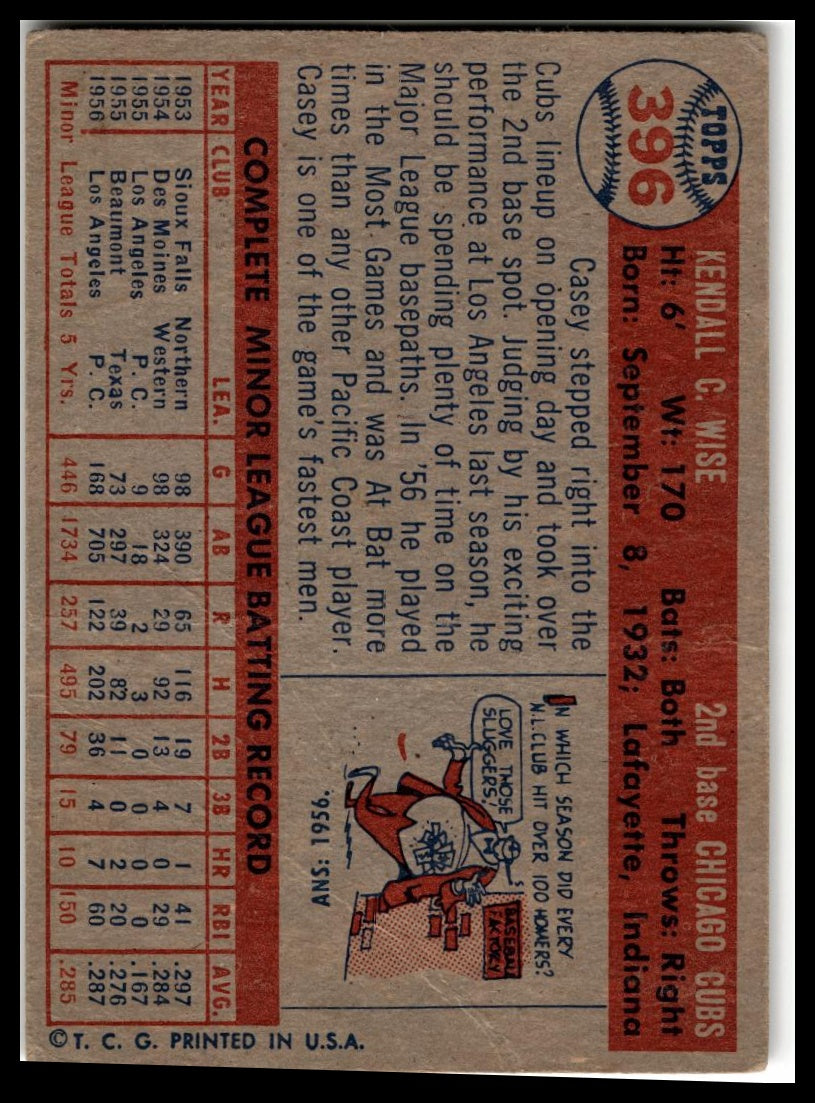 TOPPS
396
KENDALL C. WISE 2nd base CHICAGO CUBS
Ht: 6' Wt: 170 Bats: Both Throws: Right
Born: September 8, 1932; Lafayette, Indiana
Casey stepped right into the
Cubs lineup on opening day and took over
the 2nd base spot. Judging by his exciting
performance at Los Angeles last season, he
should be spending plenty of time on the
Major League basepaths. In '56 he played
in the Most Games and was At Bat more
times than any other Pacific Coast player.
Casey is one of the game's fastest men.
IN WHICH SEASON DID EVERY
N.L. CLUB HIT OVER 100 HOMERS?
LOVE THOSE
SLUGGERS!
BASEBALL
FACTORY
ANS: 1956.
COMPLETE MINOR LEAGUE BATTING RECORD
YEAR CLUB LEA. G AB R H 2B 3B HR RBI AVG.
1953 Sioux Falls Northern 98 390 65 116 19 7 1 41 .297
1954 Des Moines Western 98 324 29 92 13 4 0 29 .284
1955 Los Angeles P. C. 9 18 2 3 0 0 0 0 .167
1955 Beaumont Texas 73 297 39 82 11 0 2 20 .276
1956 Los Angeles P. C. 168 705 122 202 36 4 7 60 .287
Minor League Totals 5 Yrs. 446 1734 257 495 79 15 10 150 .285
© T. C. G. PRINTED IN U.S.A.